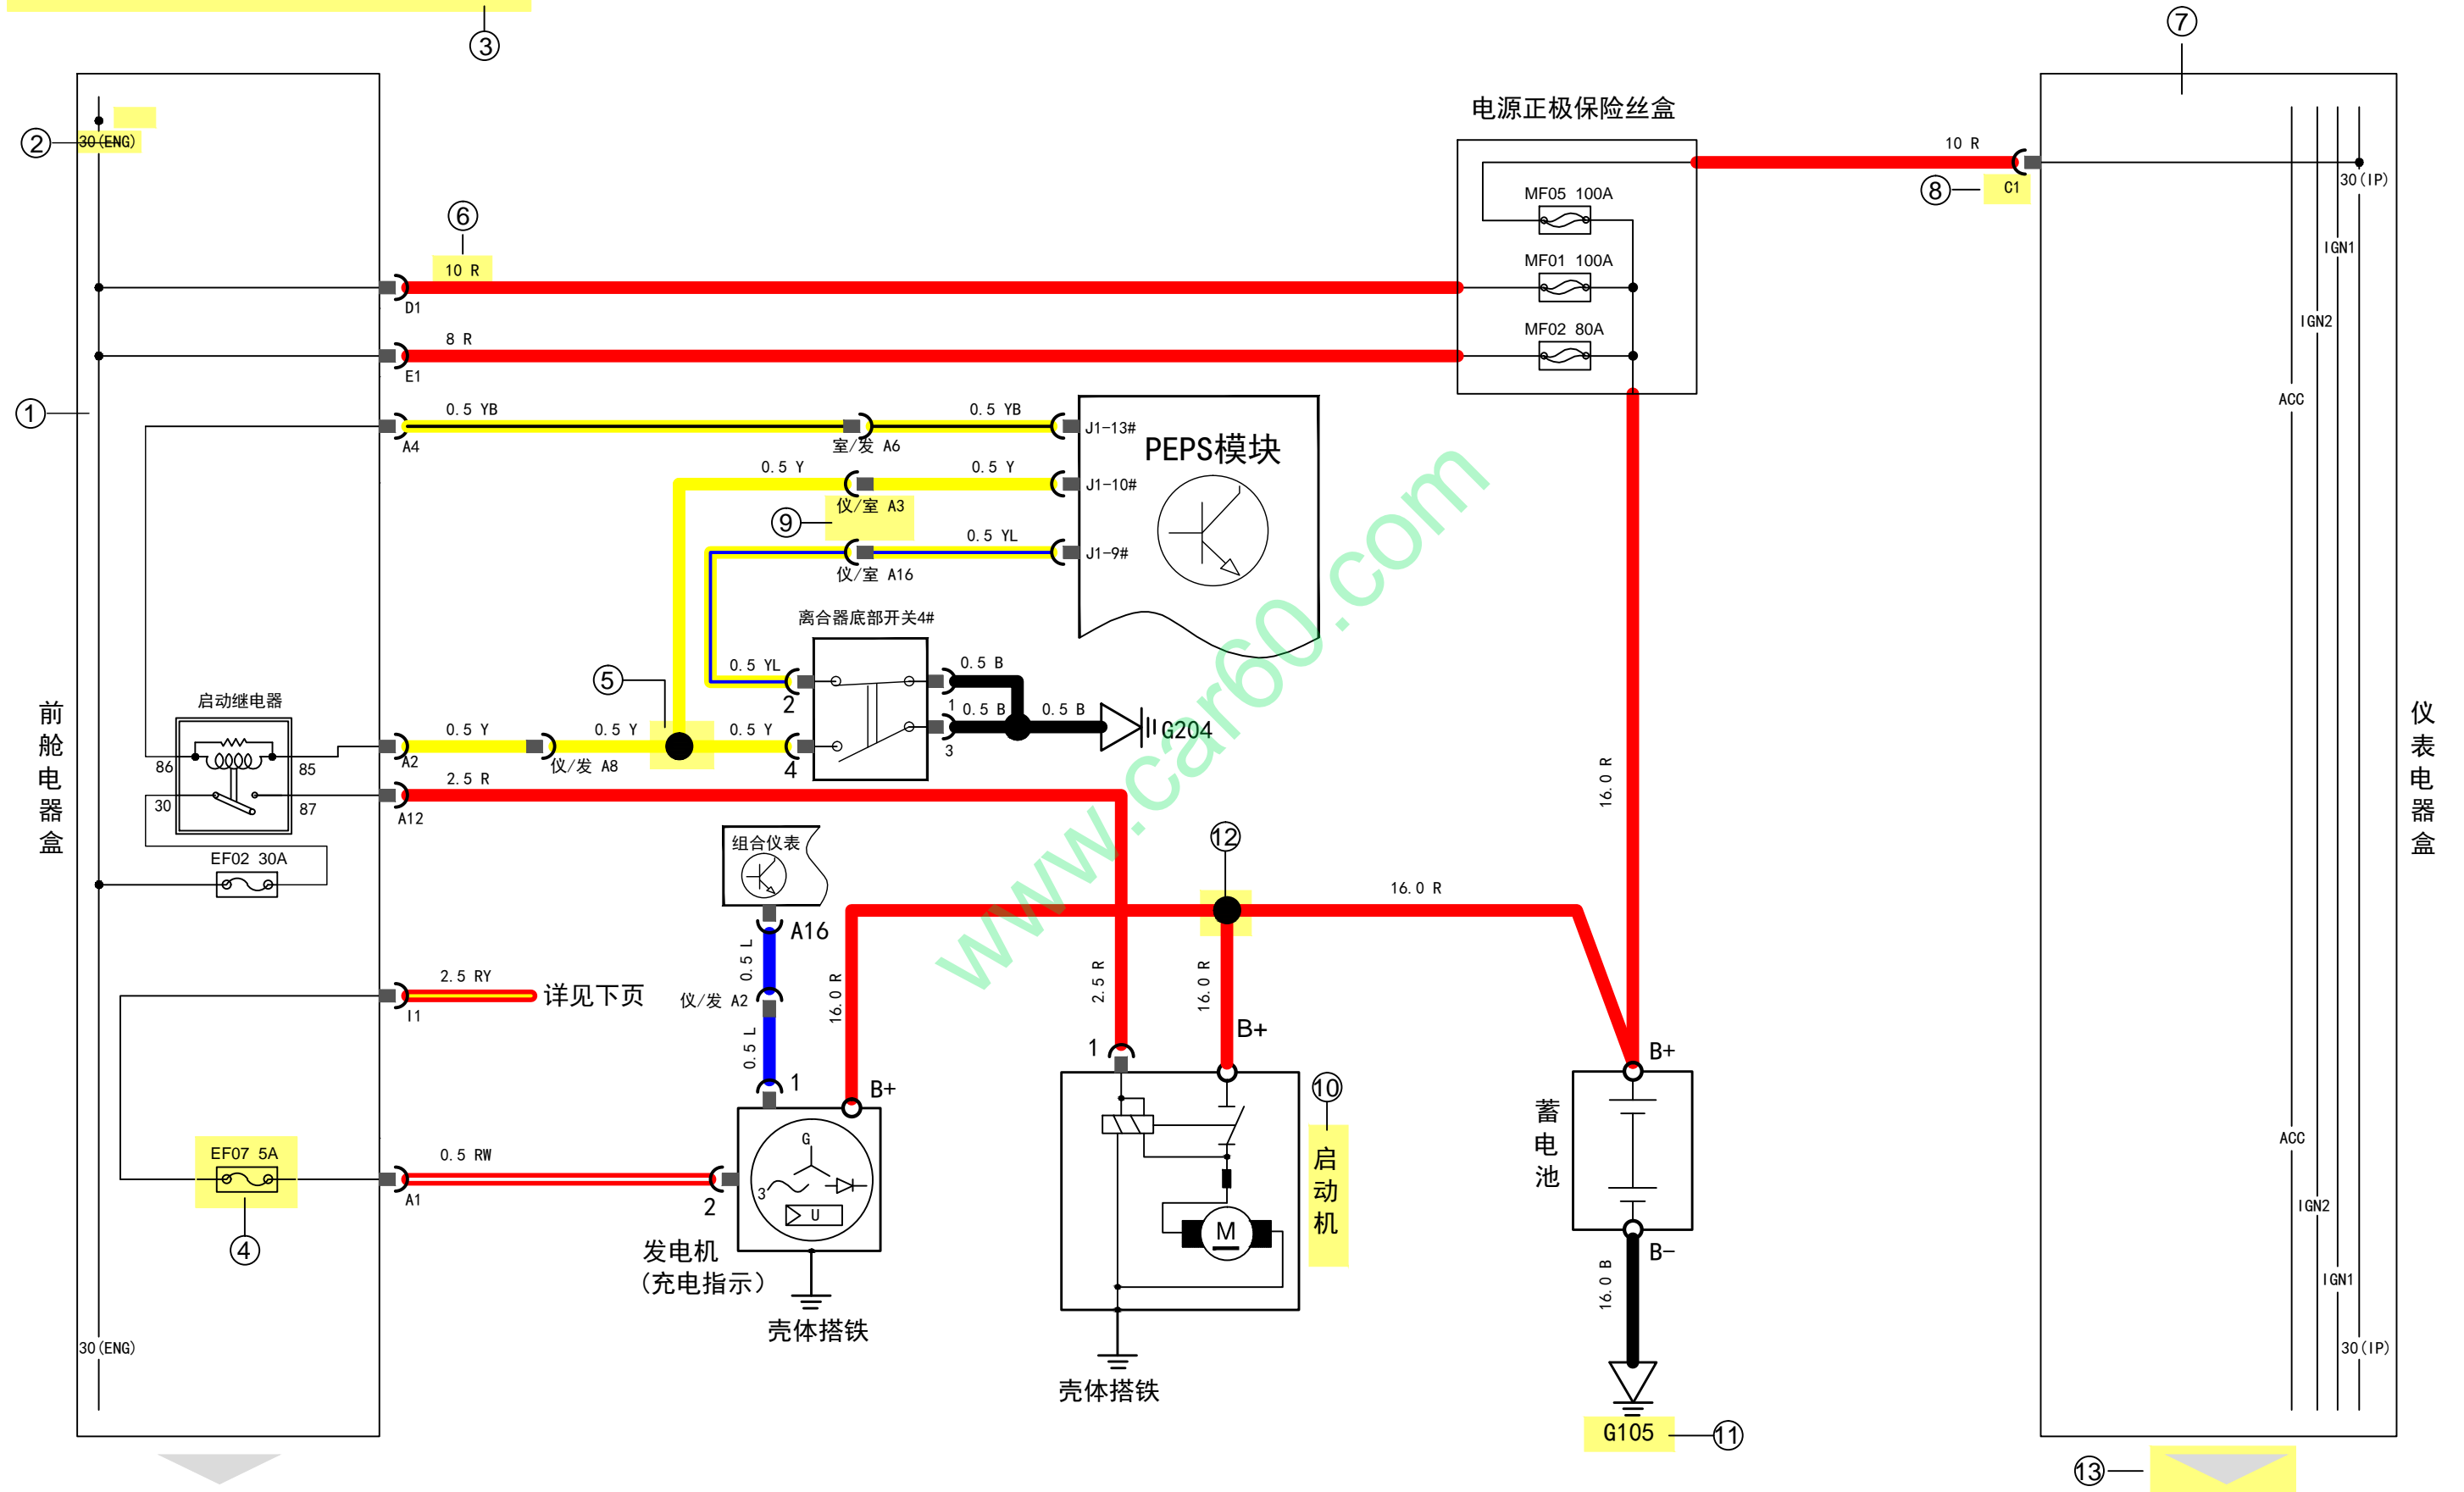 ③
⑦
②
30(ENG)
电源正极保险丝盒
10 R
⑧
C1
30(IP)
MF05 100A
⑥
10 R
D1
MF01 100A
IGN1
8 R
E1
MF02 80A
IGN2
①
ACC
0.5 YB
A4
室/发 A6
0.5 YB
J1-13#
PEPS模块
0.5 Y
仪/室 A3
0.5 Y
J1-10#
⑨
0.5 YL
J1-9#
仪/室 A16
离合器底部开关4#
0.5 YL
2
0.5 B
1
⑤
0.5 B
0.5 B
3
G204
前舱电器盒
启动继电器
86
85
30
87
0.5 Y
A2
0.5 Y
仪/发 A8
0.5 Y
4
2.5 R
A12
16.0 R
仪表电器盒
EF02 30A
组合仪表
A16
⑫
16.0 R
0.5 L
仪/发 A2
0.5 L
16.0 R
2.5 R
16.0 R
2.5 RY
I1
详见下页
1
B+
1
B+
B+
⑩
启动机
蓄电池
EF07 5A
④
0.5 RW
A1
2
G
3
U
M
ACC
IGN2
IGN1
30(IP)
发电机
(充电指示)
壳体搭铁
壳体搭铁
B-
16.0 B
30(ENG)
G105
⑪
⑬
www.car60.com